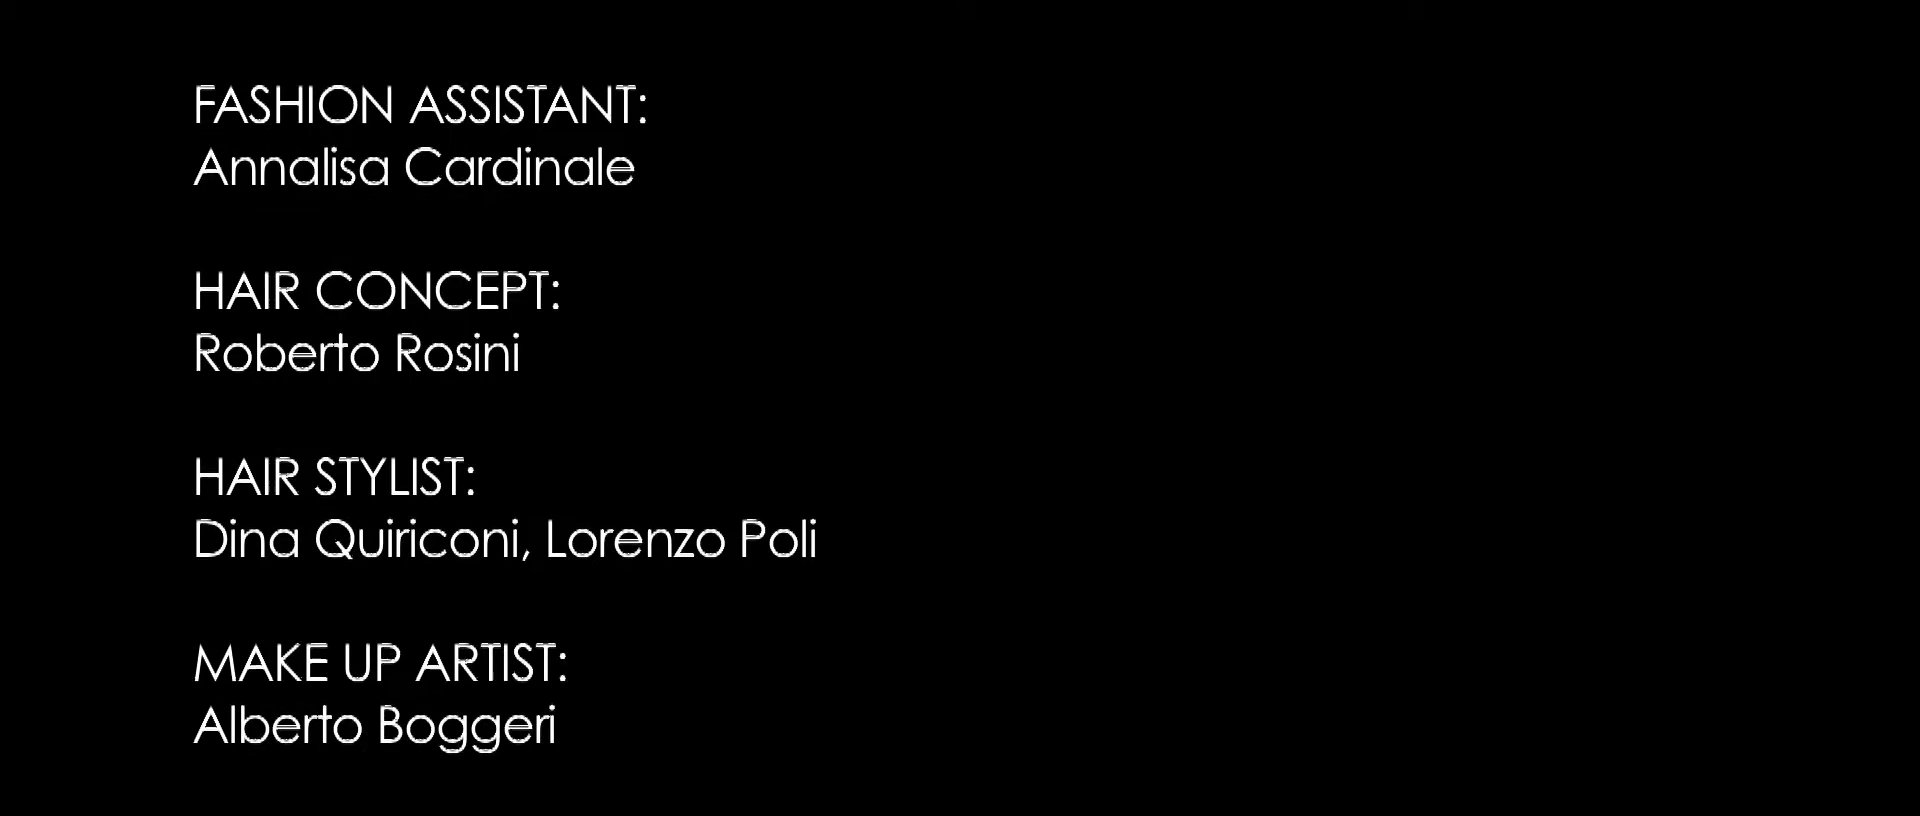 FASHION ASSISTANT:
Annalisa Cardinale
HAIR CONCEPT:
Roberto Rosini
HAIR STYLIST:
Dina Quiriconi, Lorenzo Poli
MAKE UP ARTIST:
Alberto Boggeri